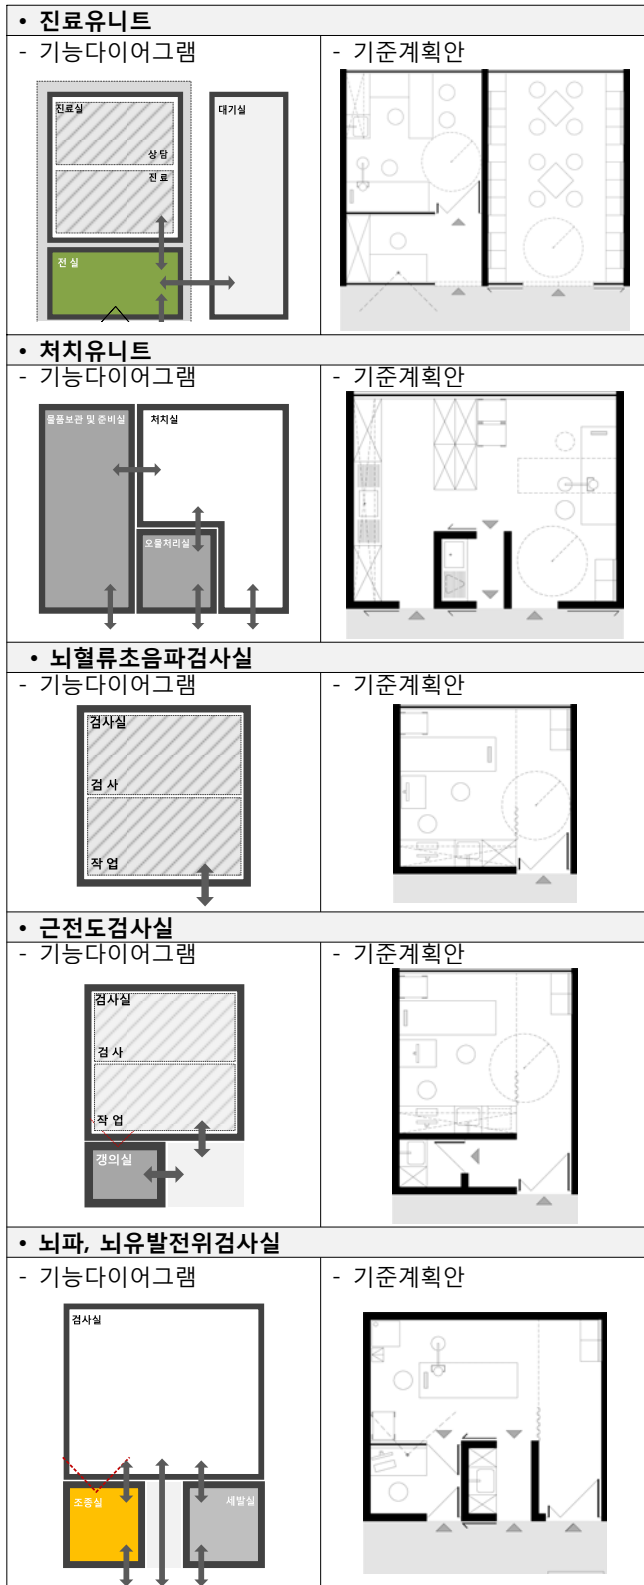 • 진료유니트
- 기능다이어그램
- 기준계획안
진료실
상 담
진 료
전 실
대기실
• 처치유니트
- 기능다이어그램
- 기준계획안
물품보관 및 준비실
처치실
오물처리실
• 뇌혈류초음파검사실
- 기능다이어그램
- 기준계획안
검사실
검 사
작 업
• 근전도검사실
- 기능다이어그램
- 기준계획안
검사실
검 사
작 업
갱의실
• 뇌파, 뇌유발전위검사실
- 기능다이어그램
- 기준계획안
검사실
조종실
세발실